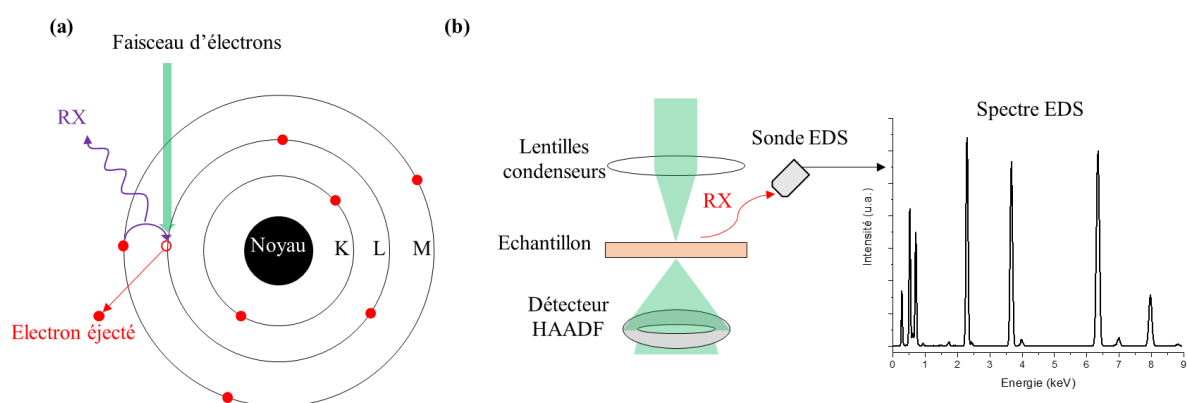 (a)
Faisceau d'électrons
RX
Noyau
K
L
M
Electron éjecté
(b)
Lentilles
condenseurs
Echantillon
Détecteur
HAADF
RX
Sonde EDS
Spectre EDS
Intensité (u.a.)
0 1 2 3 4 5 6 7 8 9
Energie (keV)